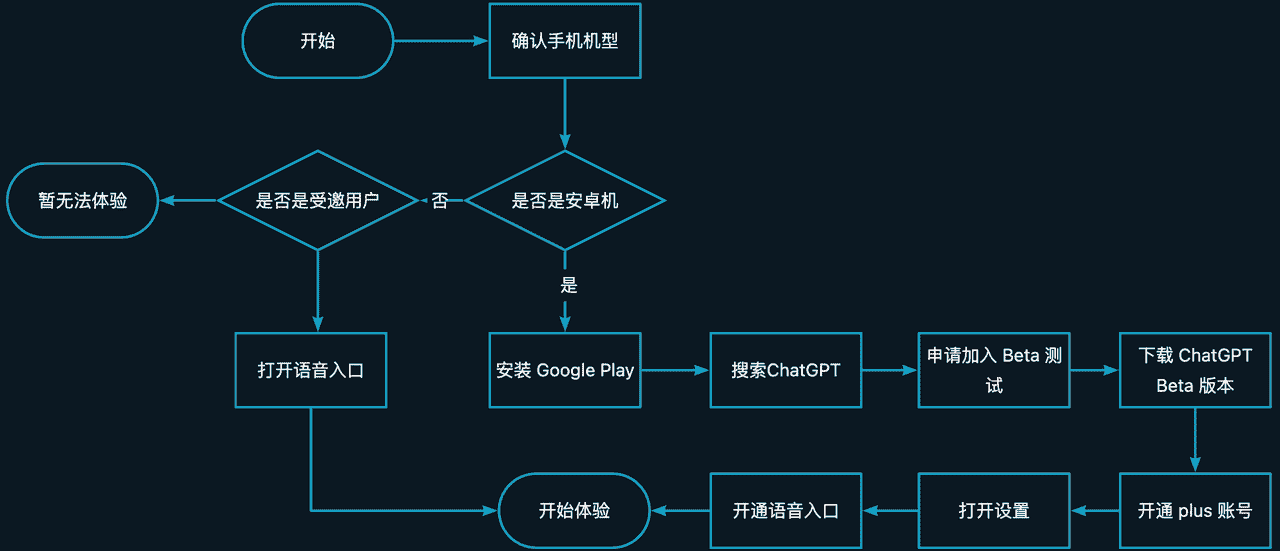 开始
确认手机机型
暂无法体验
是否是受邀用户
否
是否是安卓机
是
打开语音入口
安装 Google Play
搜索ChatGPT
申请加入 Beta 测
试
下载 ChatGPT
Beta 版本
开始体验
开通语音入口
打开设置
开通 plus 账号